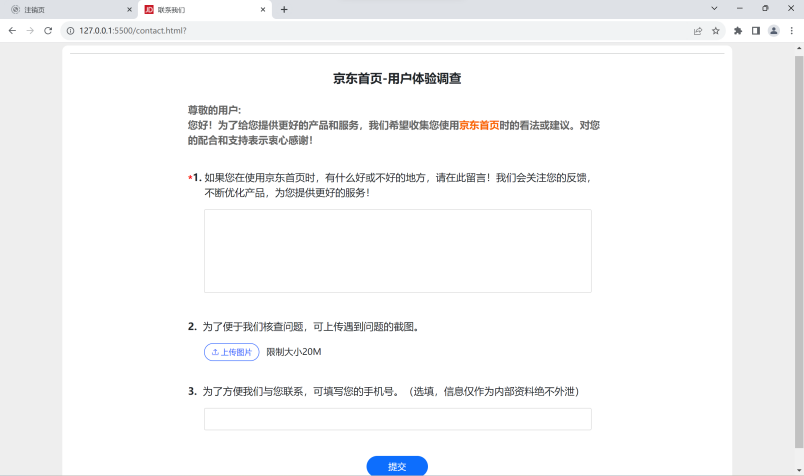 注销页
JD 联系我们
127.0.0.1:5500/contact.html?
京东首页-用户体验调查
尊敬的用户:
您好！为了给您提供更好的产品和服务，我们希望收集您使用京东首页时的看法或建议。对您
的配合和支持表示衷心感谢！
*1. 如果您在使用京东首页时，有什么好或不好的地方，请在此留言！我们会关注您的反馈，
不断优化产品，为您提供更好的服务！
2. 为了便于我们核查问题，可上传遇到问题的截图。
上传图片 限制大小20M
3. 为了方便我们与您联系，可填写您的手机号。（选填，信息仅作为内部资料绝不外泄）
提交